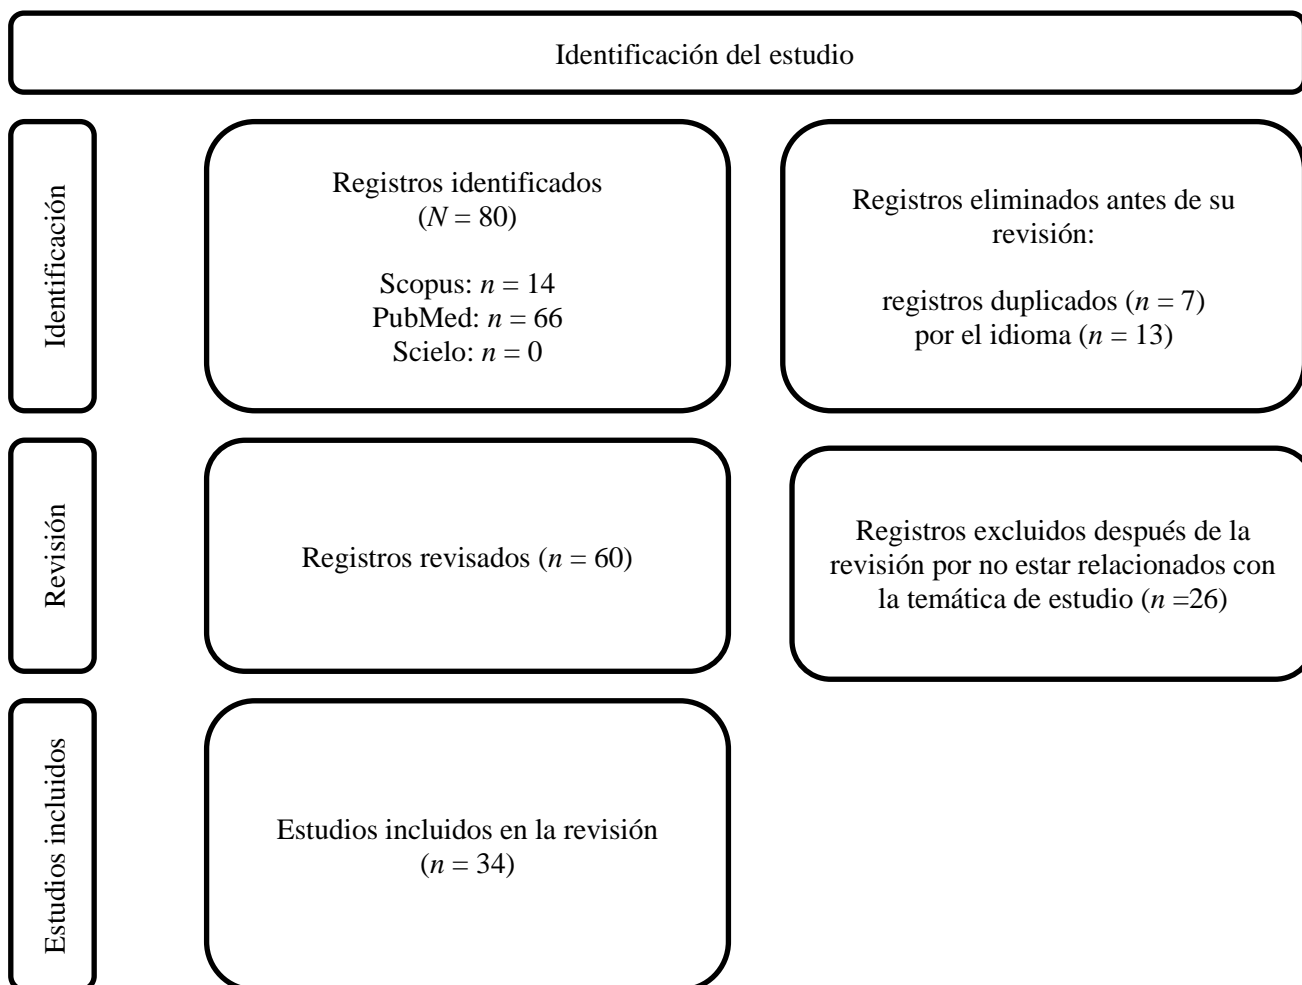 Identificación del estudio
Identificación
Registros identificados
(N = 80)
Scopus: n = 14
PubMed: n = 66
Scielo: n = 0
Registros eliminados antes de su
revisión:
registros duplicados (n = 7)
por el idioma (n = 13)
Revisión
Registros revisados (n = 60)
Registros excluidos después de la
revisión por no estar relacionados con
la temática de estudio (n =26)
Estudios incluidos
Estudios incluidos en la revisión
(n = 34)